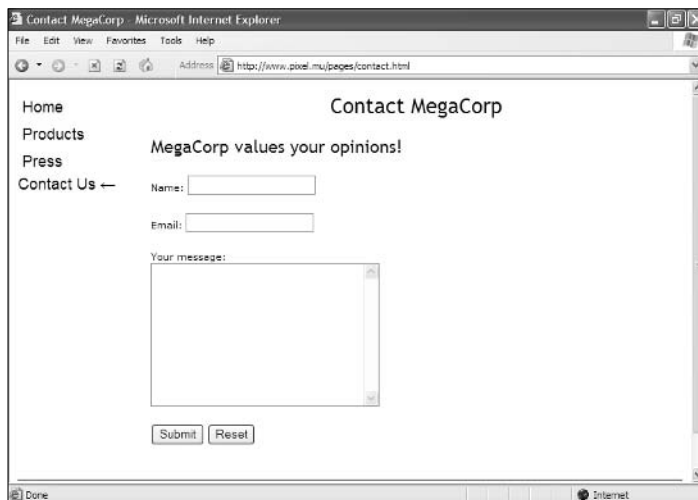 Contact MegaCorp - Microsoft Internet Explorer
File Edit View Favorites Tools Help
Address http://www.pixel.mu/pages/contact.html
Home
Products
Press
Contact Us ←
Contact MegaCorp
MegaCorp values your opinions!
Name:
Email:
Your message:
Submit Reset
Done Internet